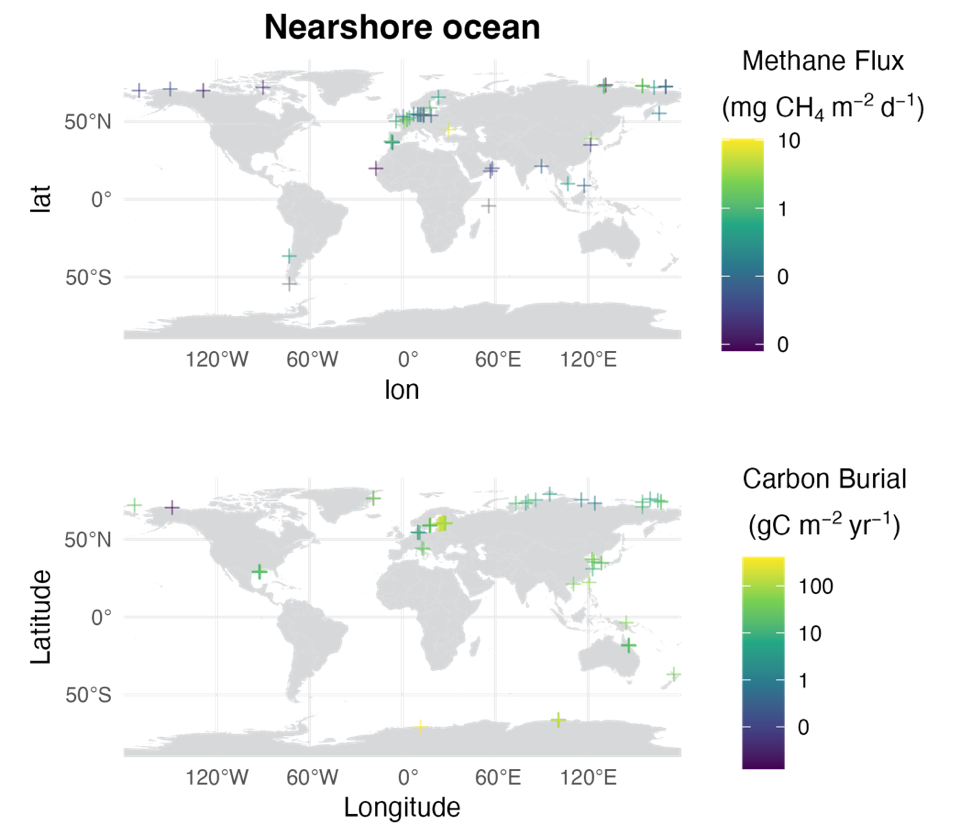 Nearshore ocean
Methane Flux
(mg CH₄ m⁻² d⁻¹)
50°N
0°
50°S
lat
120°W 60°W 0° 60°E 120°E
lon
10
1
0
0
Carbon Burial
(gC m⁻² yr⁻¹)
50°N
0°
50°S
Latitude
120°W 60°W 0° 60°E 120°E
Longitude
100
10
1
0